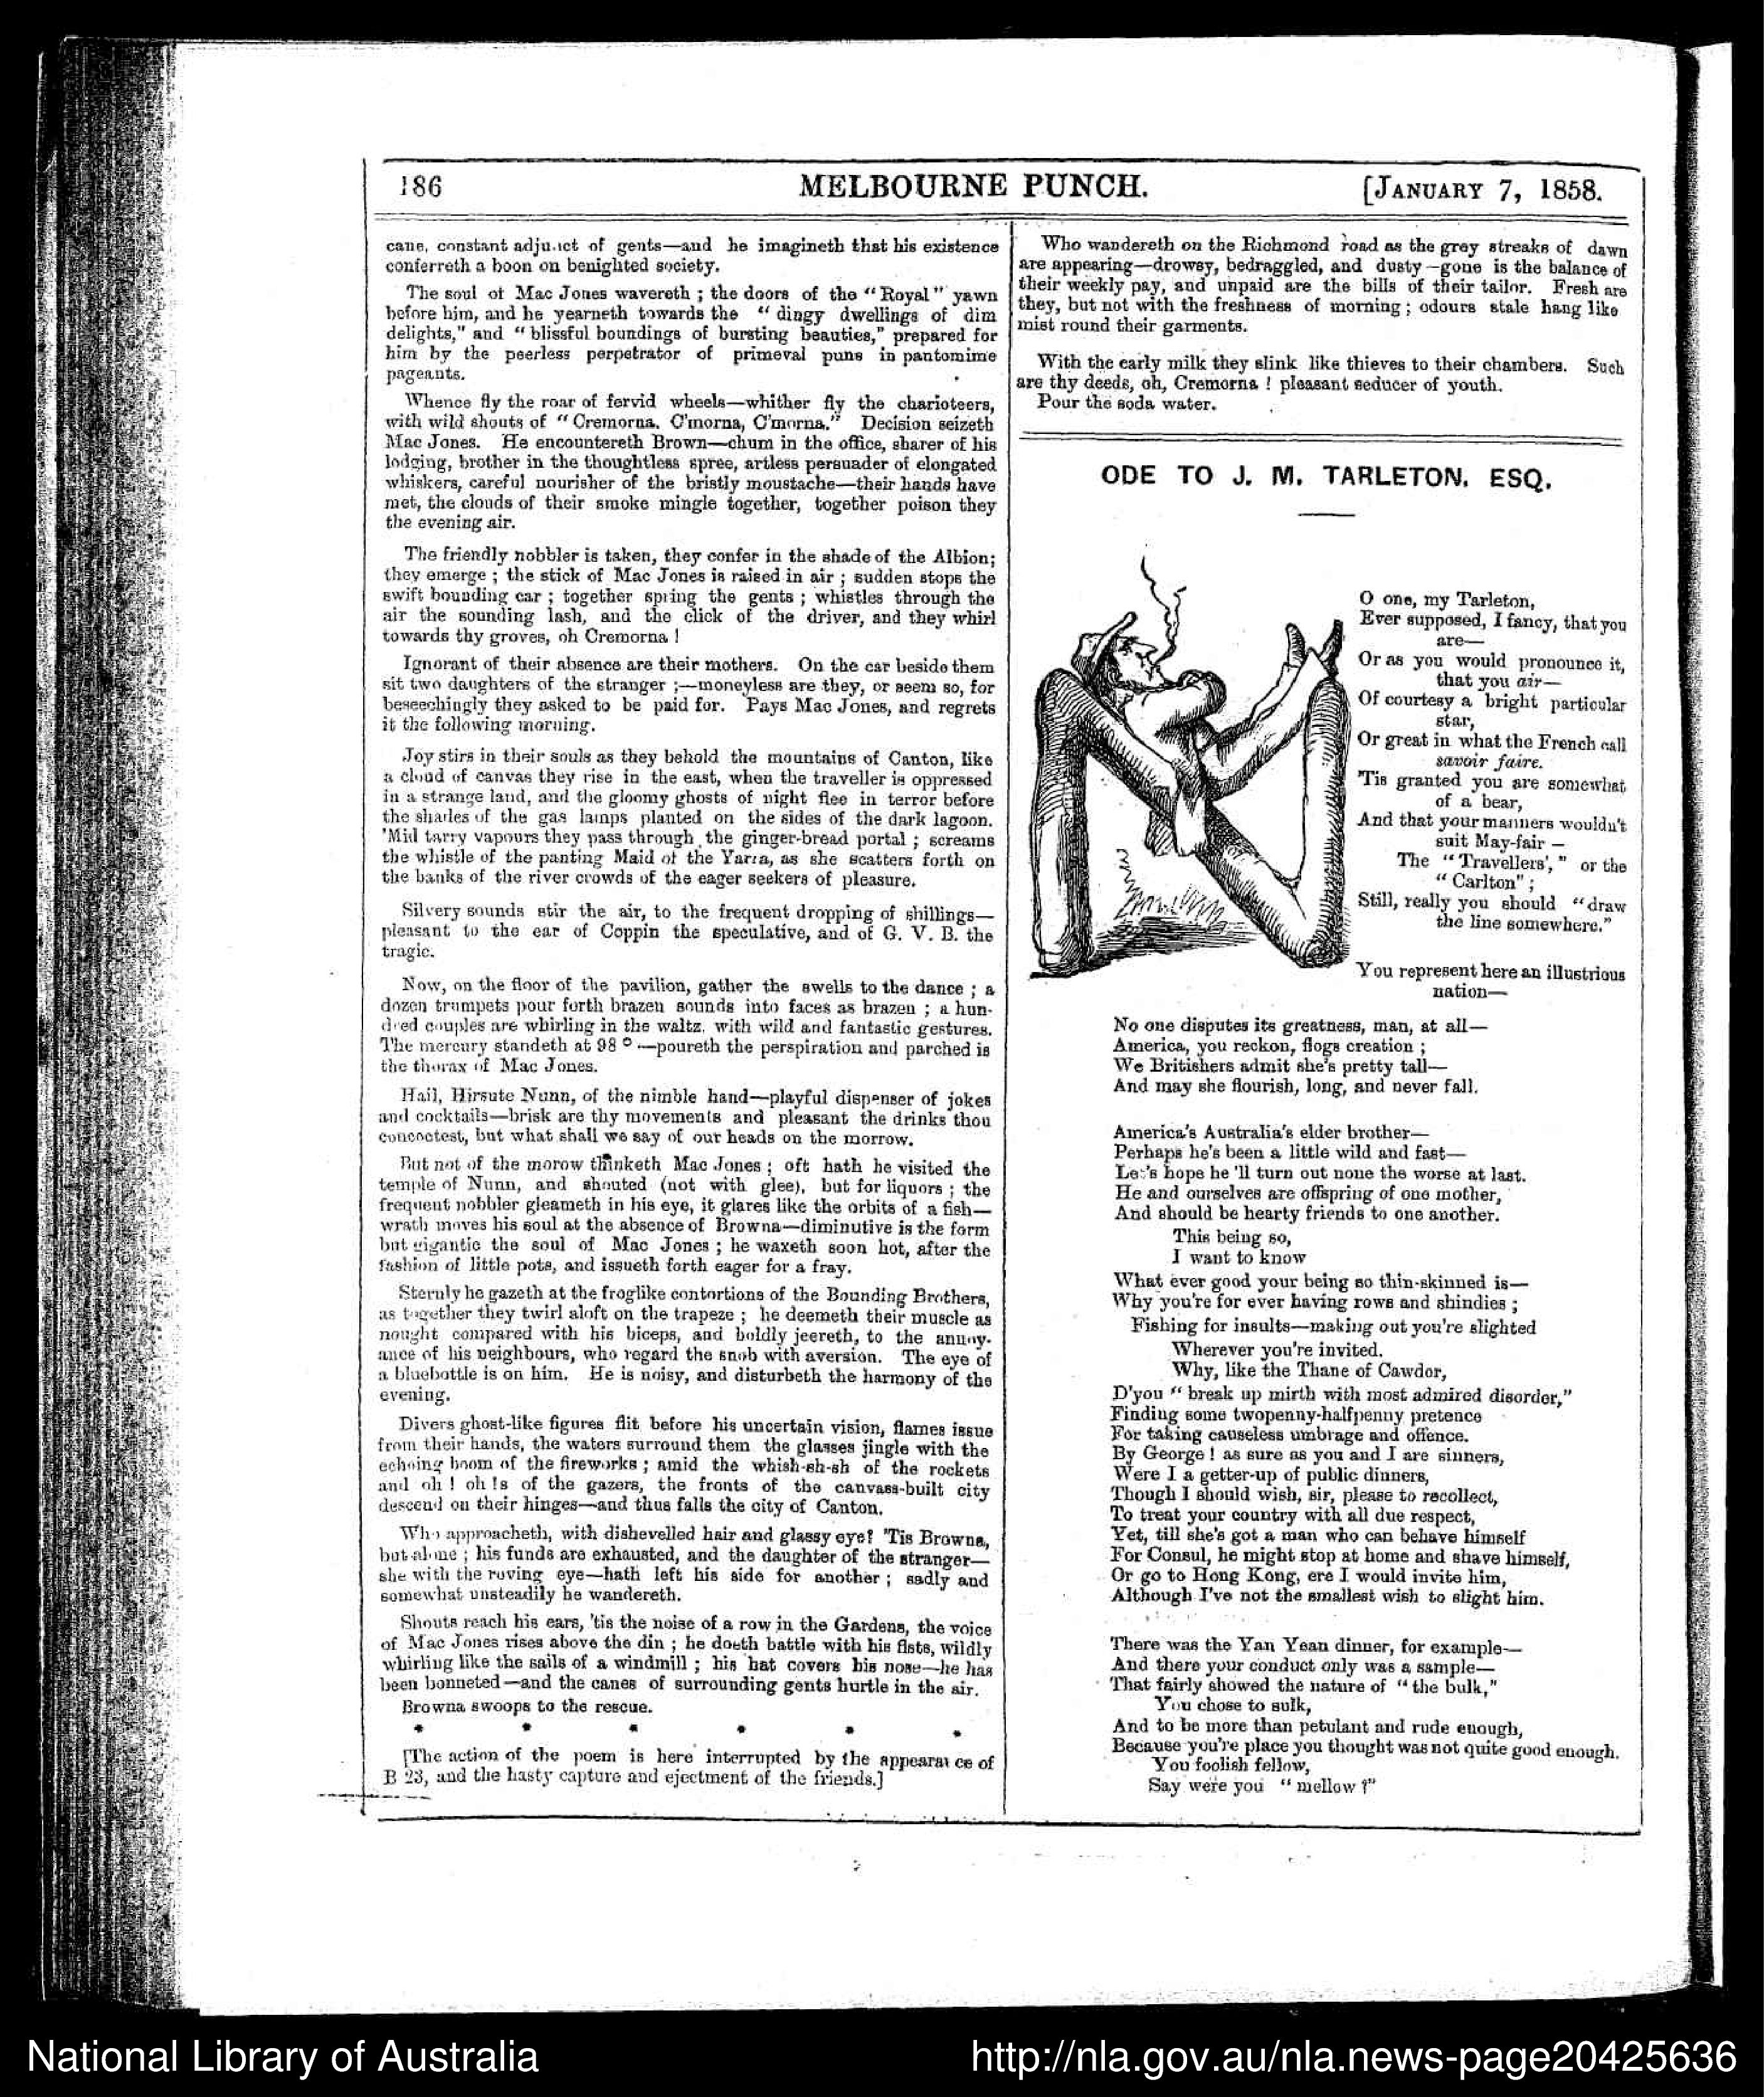 186
MELBOURNE PUNCH.
[JANUARY 7, 1858.
cane, constant adjunct of gents—and he imagineth that his existence
conferreth a boon on benighted society.
The soul of Mac Jones wavereth ; the doors of the "Royal" yawn
before him, and he yearneth towards the "dingy dwellings of dim
delights," and "blissful boundings of bursting beauties," prepared for
him by the peerless perpetrator of primeval puns in pantomime
pageants.
Whence fly the roar of fervid wheels—whither fly the charioteers,
with wild shouts of "Cremorna, C'morna, C'morna." Decision seizeth
Mac Jones. He encountereth Brown—chum in the office, sharer of his
lodging, brother in the thoughtless spree, artless persuader of elongated
whiskers, careful nourisher of the bristly moustache—their hands have
met, the clouds of their smoke mingle together, together poison they
the evening air.
The friendly nobbler is taken, they confer in the shade of the Albion;
they emerge ; the stick of Mac Jones is raised in air ; sudden stops the
swift bounding car ; together spring the gents ; whistles through the
air the sounding lash, and the click of the driver, and they whirl
towards thy groves, oh Cremorna !
Ignorant of their absence are their mothers. On the car beside them
sit two daughters of the stranger ;—moneyless are they, or seem so, for
beseechingly they asked to be paid for. Pays Mac Jones, and regrets
it the following morning.
Joy stirs in their souls as they behold the mountains of Canton, like
a cloud of canvas they rise in the east, when the traveller is oppressed
in a strange land, and the gloomy ghosts of night flee in terror before
the shades of the gas lamps planted on the sides of the dark lagoon.
'Mid tarry vapours they pass through the ginger-bread portal ; screams
the whistle of the panting Maid of the Yarra, as she scatters forth on
the banks of the river crowds of the eager seekers of pleasure.
Silvery sounds stir the air, to the frequent dropping of shillings—
pleasant to the ear of Coppin the speculative, and of G. V. B. the
tragic.
Now, on the floor of the pavilion, gather the swells to the dance ; a
dozen trumpets pour forth brazen sounds into faces as brazen ; a hun-
dred couples are whirling in the waltz, with wild and fantastic gestures.
The mercury standeth at 98 °—poureth the perspiration and parched is
the thorax of Mac Jones.
Hail, Hirsute Nunn, of the nimble hand—playful dispenser of jokes
and cocktails—brisk are thy movements and pleasant the drinks thou
concoctest, but what shall we say of our heads on the morrow.
But not of the morow thinketh Mac Jones ; oft hath he visited the
temple of Nunn, and shouted (not with glee), but for liquors ; the
frequent nobbler gleameth in his eye, it glares like the orbits of a fish—
wrath moves his soul at the absence of Browna—diminutive is the form
but gigantic the soul of Mac Jones ; he waxeth soon hot, after the
fashion of little pots, and issueth forth eager for a fray.
Sternly he gazeth at the froglike contortions of the Bounding Brothers,
as together they twirl aloft on the trapeze ; he deemeth their muscle as
nought compared with his biceps, and boldly jeereth, to the annoy-
ance of his neighbours, who regard the snob with aversion. The eye of
a bluebottle is on him. He is noisy, and disturbeth the harmony of the
evening.
Divers ghost-like figures flit before his uncertain vision, flames issue
from their hands, the waters surround them the glasses jingle with the
echoing boom of the fireworks ; amid the whish-sh-sh of the rockets
and oh ! oh !s of the gazers, the fronts of the canvass-built city
descend on their hinges—and thus falls the city of Canton.
Who approacheth, with dishevelled hair and glassy eye? 'Tis Browna,
but alone ; his funds are exhausted, and the daughter of the stranger—
she with the roving eye—hath left his side for another ; sadly and
somewhat unsteadily he wandereth.
Shouts reach his ears, 'tis the noise of a row in the Gardens, the voice
of Mac Jones rises above the din ; he doeth battle with his fists, wildly
whirling like the sails of a windmill ; his hat covers his nose—he has
been bonneted—and the canes of surrounding gents hurtle in the air.
Browna swoops to the rescue.
* * * * * *
[The action of the poem is here interrupted by the appearance of
B 23, and the hasty capture and ejectment of the friends.]
Who wandereth on the Richmond road as the grey streaks of dawn
are appearing—drowsy, bedraggled, and dusty—gone is the balance of
their weekly pay, and unpaid are the bills of their tailor. Fresh are
they, but not with the freshness of morning ; odours stale hang like
mist round their garments.
With the early milk they slink like thieves to their chambers. Such
are thy deeds, oh, Cremorna ! pleasant seducer of youth.
Pour the soda water.
ODE TO J. M. TARLETON, ESQ.
O one, my Tarleton,
Ever supposed, I fancy, that you
are—
Or as you would pronounce it,
that you air—
Of courtesy a bright particular
star,
Or great in what the French call
savoir faire.
'Tis granted you are somewhat
of a bear,
And that your manners wouldn't
suit May-fair —
The "Travellers'," or the
"Carlton" ;
Still, really you should "draw
the line somewhere."
You represent here an illustrious
nation—
No one disputes its greatness, man, at all—
America, you reckon, flogs creation ;
We Britishers admit she's pretty tall—
And may she flourish, long, and never fall.
America's Australia's elder brother—
Perhaps he's been a little wild and fast—
Let's hope he 'll turn out none the worse at last.
He and ourselves are offspring of one mother,
And should be hearty friends to one another.
This being so,
I want to know
What ever good your being so thin-skinned is—
Why you're for ever having rows and shindies ;
Fishing for insults—making out you're slighted
Wherever you're invited.
Why, like the Thane of Cawdor,
D'you "break up mirth with most admired disorder,"
Finding some twopenny-halfpenny pretence
For taking causeless umbrage and offence.
By George ! as sure as you and I are sinners,
Were I a getter-up of public dinners,
Though I should wish, sir, please to recollect,
To treat your country with all due respect,
Yet, till she's got a man who can behave himself
For Consul, he might stop at home and shave himself,
Or go to Hong Kong, ere I would invite him,
Although I've not the smallest wish to slight him.
There was the Yan Yean dinner, for example—
And there your conduct only was a sample—
That fairly showed the nature of "the bulk,"
You chose to sulk,
And to be more than petulant and rude enough,
Because you're place you thought was not quite good enough.
You foolish fellow,
Say were you "mellow ?"
National Library of Australia
http://nla.gov.au/nla.news-page20425636